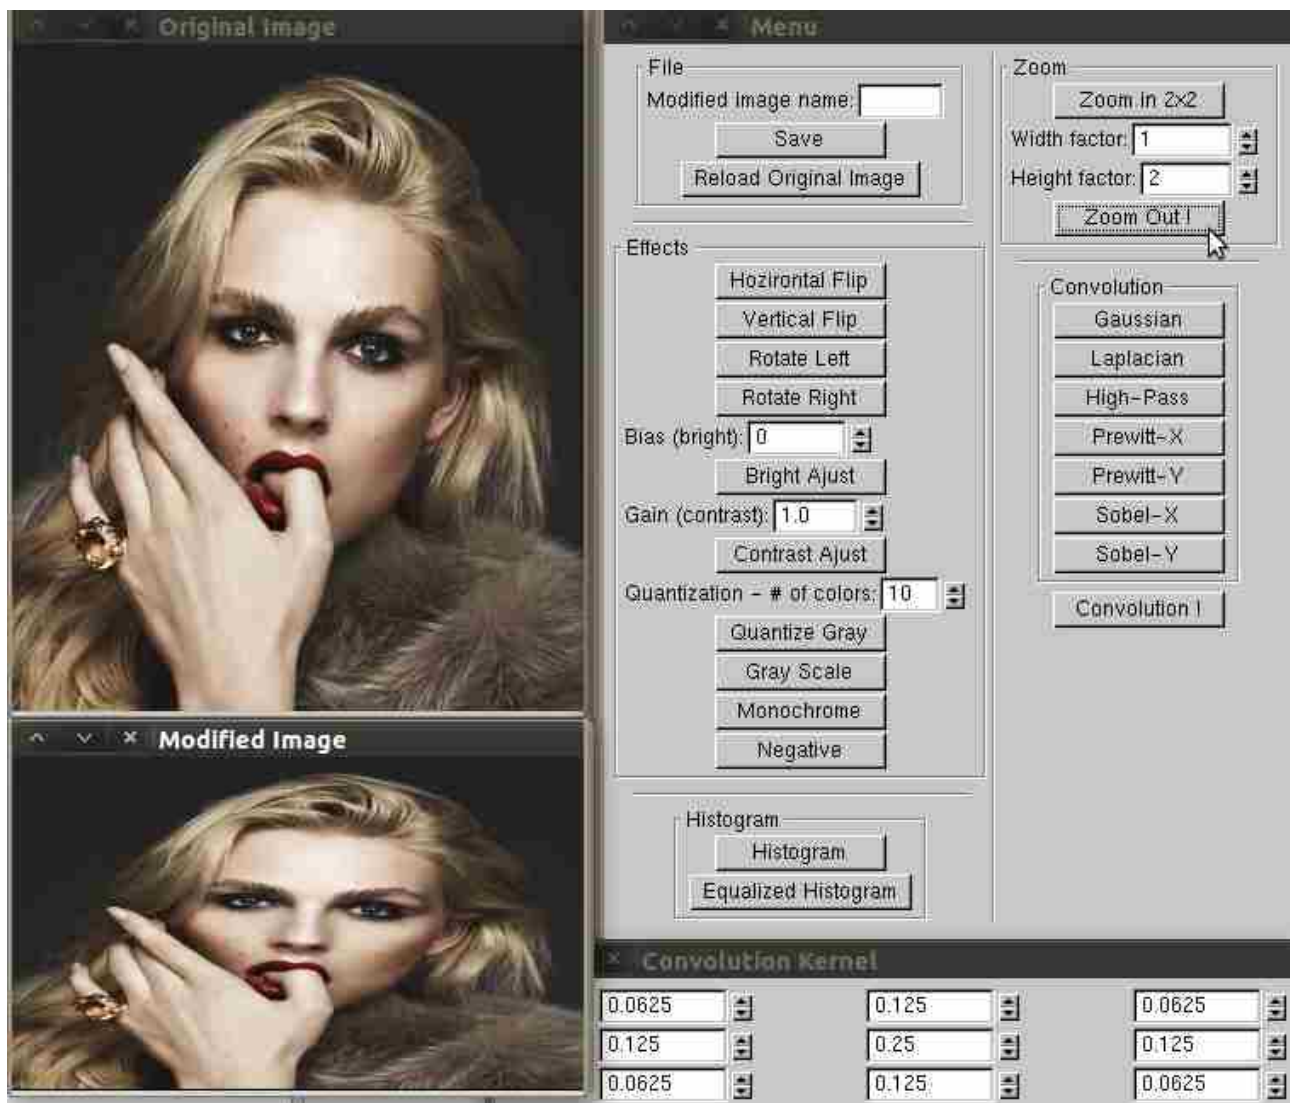 Original Image
Menu
File
Modified Image name:
Save
Reload Original Image
Effects
Hozirontal Flip
Vertical Flip
Rotate Left
Rotate Right
Bias (bright): 0
Bright Ajust
Gain (contrast): 1.0
Contrast Ajust
Quantization - # of colors: 10
Quantize Gray
Gray Scale
Monochrome
Negative
Histogram
Histogram
Equalized Histogram
Zoom
Zoom In 2x2
Width factor: 1
Height factor: 2
Zoom Out !
Convolution
Gaussian
Laplacian
High-Pass
Prewitt-X
Prewitt-Y
Sobel-X
Sobel-Y
Convolution !
Modified Image
Convolution Kernel
0.0625 0.125 0.0625
0.125 0.25 0.125
0.0625 0.125 0.0625